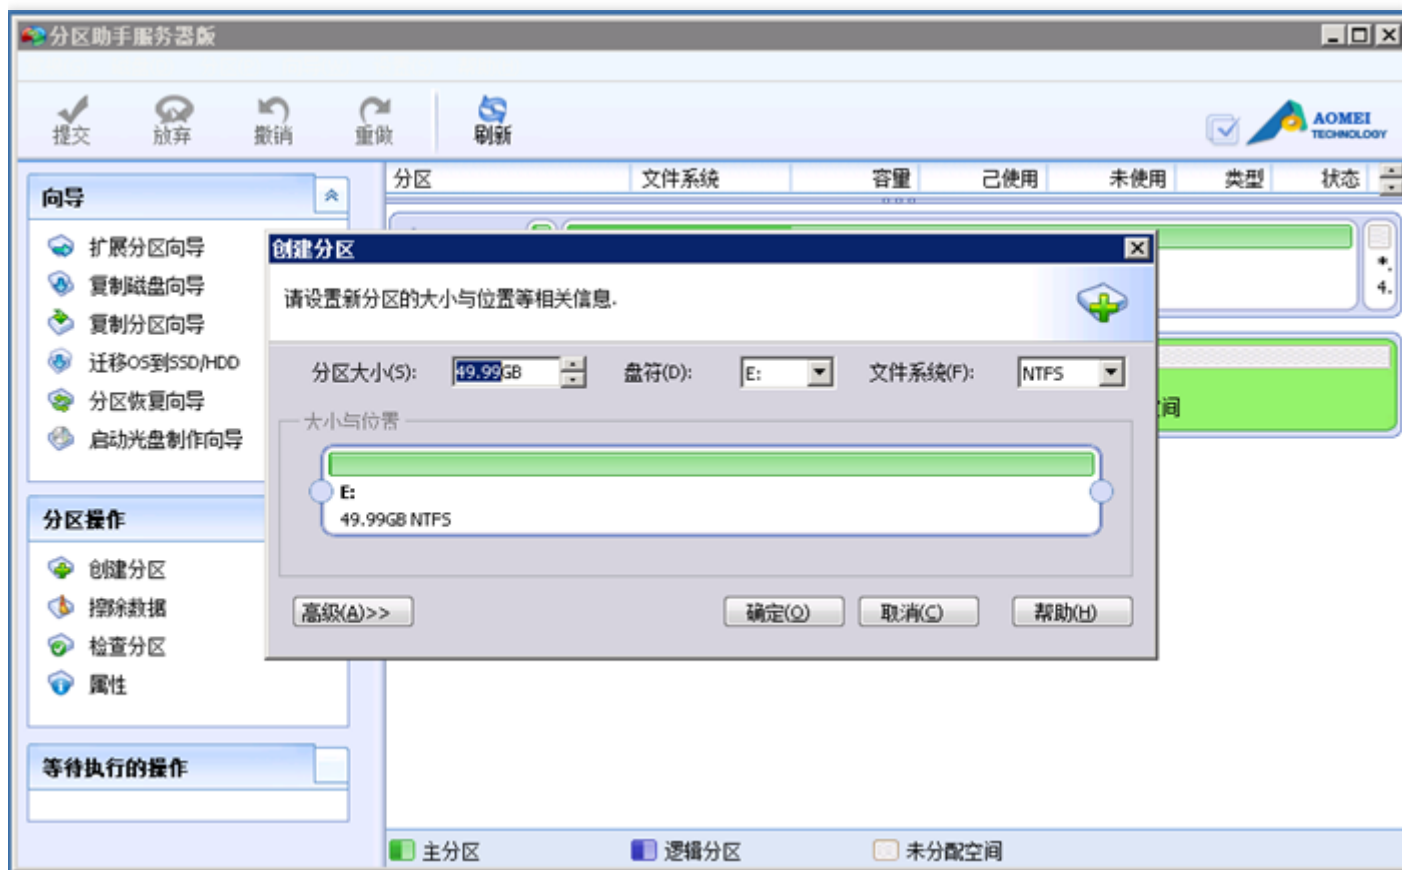 分区助手服务器版
提交 放弃 撤消 重做 刷新
AOMEI
TECHNOLOGY
分区 文件系统 容量 已使用 未使用 类型 状态
向导
扩展分区向导
复制磁盘向导
复制分区向导
迁移OS到SSD/HDD
分区恢复向导
启动光盘制作向导
*.
4.
间
分区操作
创建分区
擦除数据
检查分区
属性
等待执行的操作
创建分区
请设置新分区的大小与位置等相关信息.
分区大小(S): 49.99GB 盘符(D): E: 文件系统(F): NTFS
大小与位置
E:
49.99GB NTFS
高级(A)>> 确定(O) 取消(C) 帮助(H)
主分区 逻辑分区 未分配空间